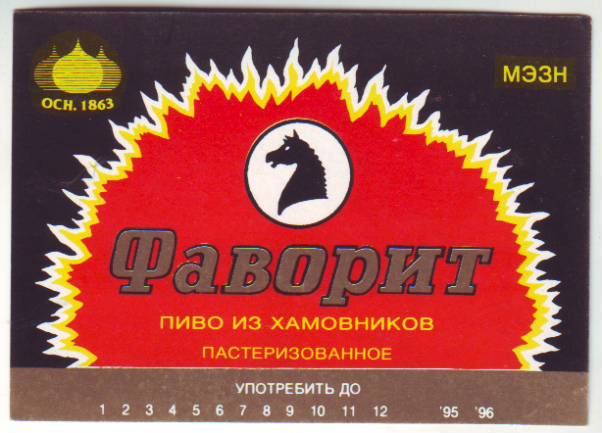 ОСН. 1863
МЭЗН
Фаворит
ПИВО ИЗ ХАМОВНИКОВ
ПАСТЕРИЗОВАННОЕ
УПОТРЕБИТЬ ДО
1 2 3 4 5 6 7 8 9 10 11 12 '95 '96